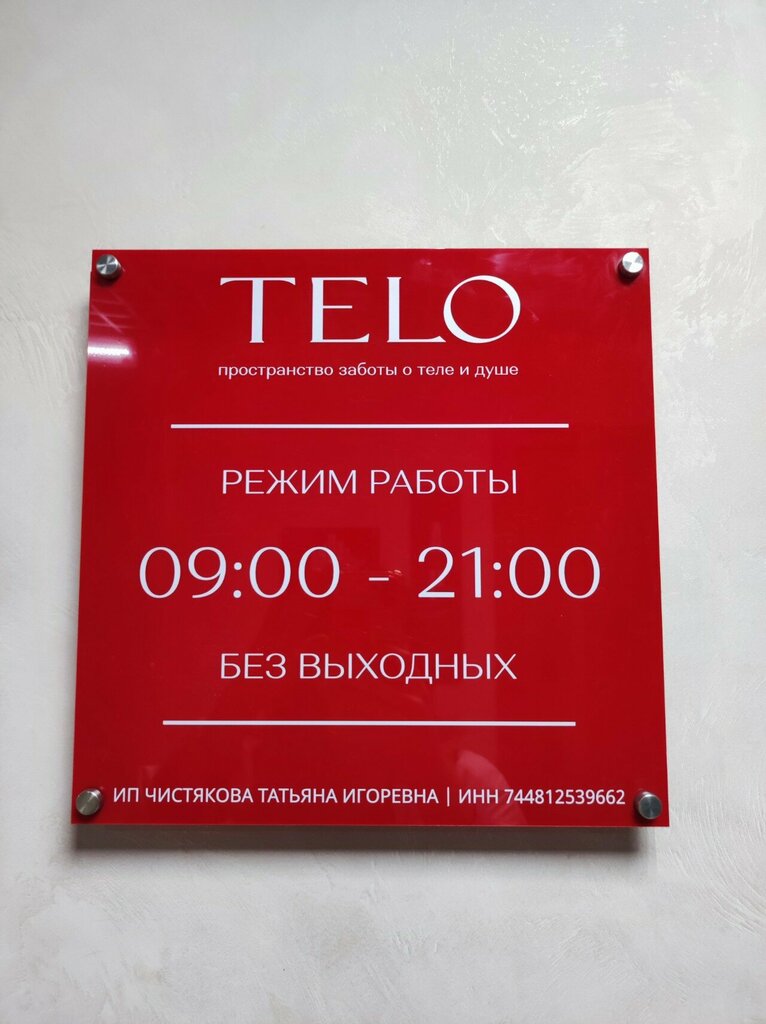 TELO
пространство заботы о теле и душе
РЕЖИМ РАБОТЫ
09:00 - 21:00
БЕЗ ВЫХОДНЫХ
ИП ЧИСТЯКОВА ТАТЬЯНА ИГОРЕВНА | ИНН 744812539662